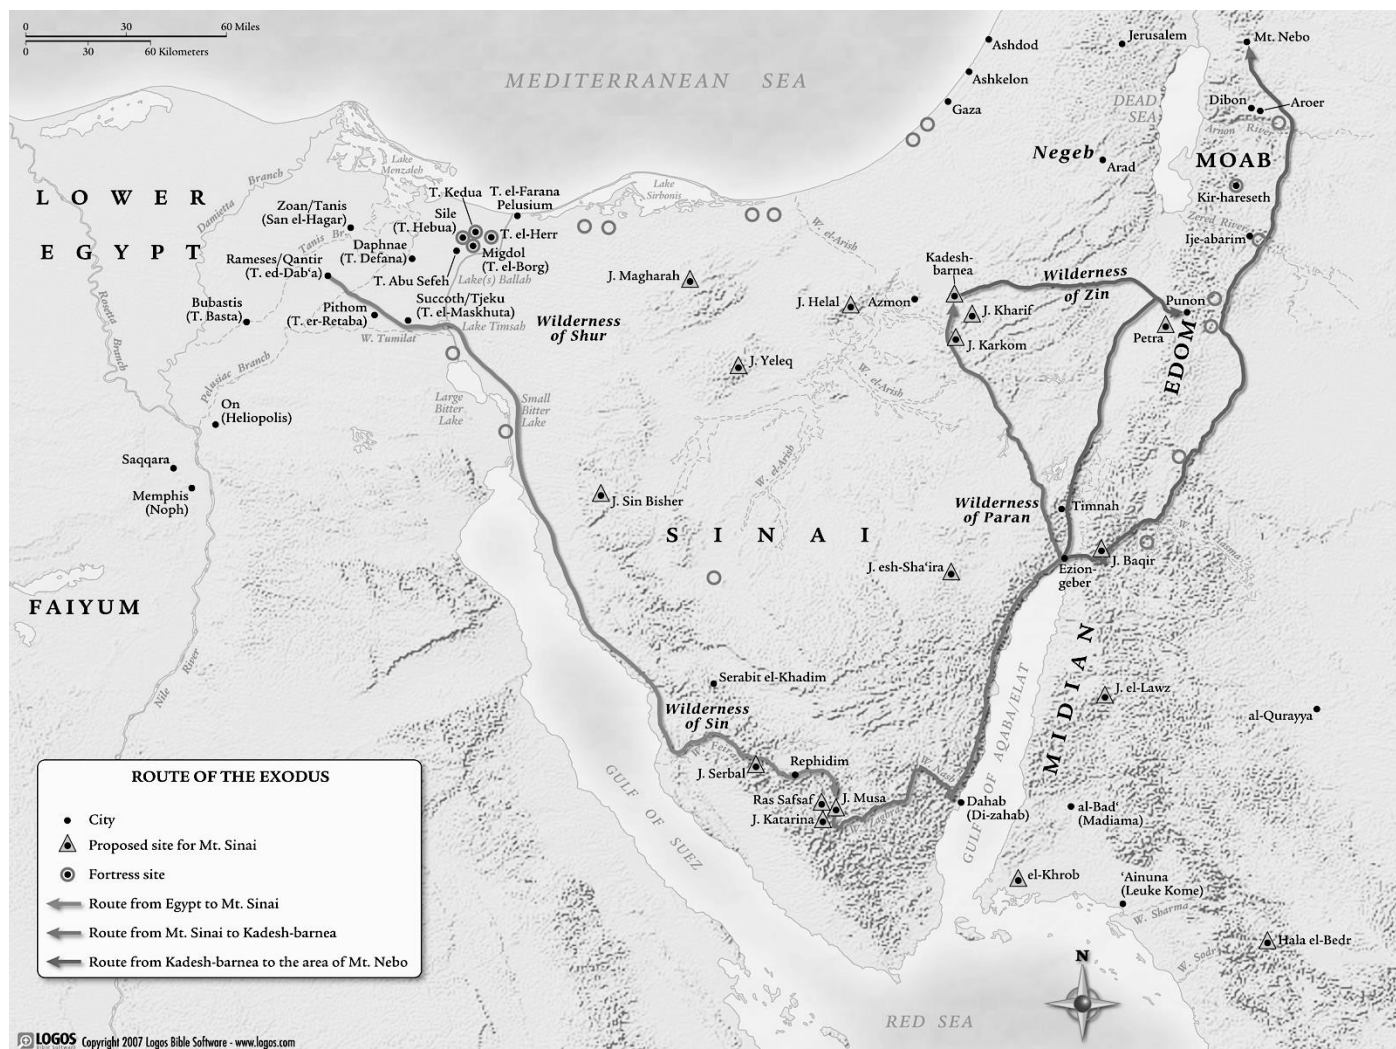 0 30 60 Miles
0 30 60 Kilometers
MEDITERRANEAN SEA
Ashdod
Jerusalem
Mt. Nebo
Ashkelon
Gaza
DEAD
SEA
Dibon
Aroer
Arnon River
Negeb
Arad
MOAB
Kir-hareseth
Zered River
Ije-abarim
LOWER
EGYPT
Damietta Branch
Lake
Menzaleh
Lake
Sirbonis
T. Kedua
T. el-Farana
Pelusium
Zoan/Tanis
(San el-Hagar)
Sile
(T. Hebua)
T. el-Herr
Tanis Br.
Daphnae
(T. Defana)
Migdol
(T. el-Borg)
Rameses/Qantir
(T. ed-Dab‘a)
T. Abu Sefeh
Lake(s) Ballah
Bubastis
(T. Basta)
Pithom
(T. er-Retaba)
Succoth/Tjeku
(T. el-Maskhuta)
Lake Timsah
W. Tumilat
Rosetta Branch
Pelusiac Branch
On
(Heliopolis)
Large
Bitter
Lake
Small
Bitter
Lake
Saqqara
Memphis
(Noph)
Wilderness
of Shur
J. Magharah
J. Helal
Azmon
W. el-Arish
Kadesh-
barnea
J. Kharif
J. Karkom
Wilderness
of Zin
Punon
Petra
EDOM
J. Yeleq
W. el-Arish
W. el-Arish
J. Sin Bisher
SINAI
Wilderness
of Paran
Timnah
Ezion-
geber
J. Baqir
J. esh-Sha‘ira
FAIYUM
Nile River
Serabit el-Khadim
Wilderness
of Sin
J. Serbal
Rephidim
Ras Safsaf
J. Musa
J. Katarina
Dahab
(Di-zahab)
GULF OF SUEZ
GULF OF AQABA/ELAT
MIDIAN
J. el-Lawz
al-Qurayya
al-Bad‘
(Madiama)
el-Khrob
‘Ainuna
(Leuke Kome)
W. Sharma
Hala el-Bedr
RED SEA
N
ROUTE OF THE EXODUS
City
Proposed site for Mt. Sinai
Fortress site
Route from Egypt to Mt. Sinai
Route from Mt. Sinai to Kadesh-barnea
Route from Kadesh-barnea to the area of Mt. Nebo
LOGOS
Bible Software
Copyright 2007 Logos Bible Software - www.logos.com